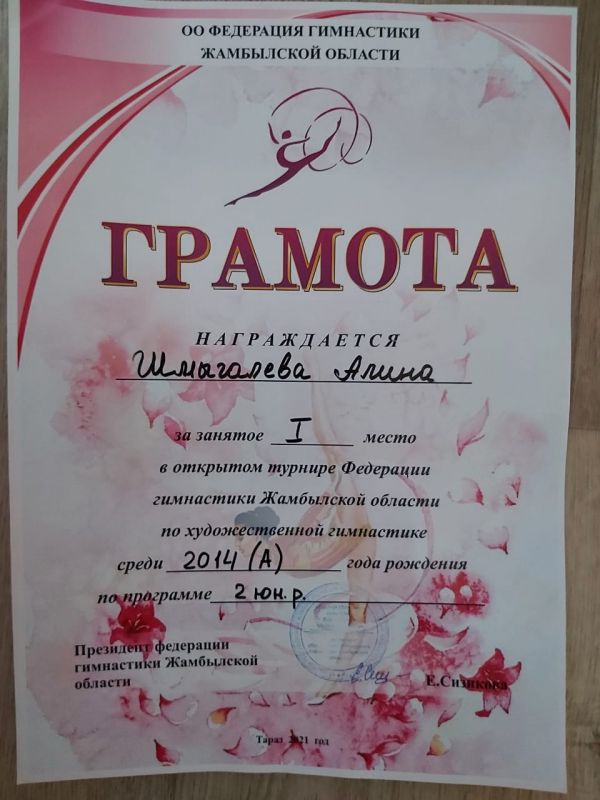 ОО ФЕДЕРАЦИЯ ГИМНАСТИКИ
ЖАМБЫЛСКОЙ ОБЛАСТИ
ГРАМОТА
НАГРАЖДАЕТСЯ
Шмыгалева Алина
за занятое I место
в открытом турнире Федерации
гимнастики Жамбылской области
по художественной гимнастике
среди 2014 (А) года рождения
по программе 2 юн.р.
Президент федерации
гимнастики Жамбылской
области Е.Сизикова
Тараз 2021 год